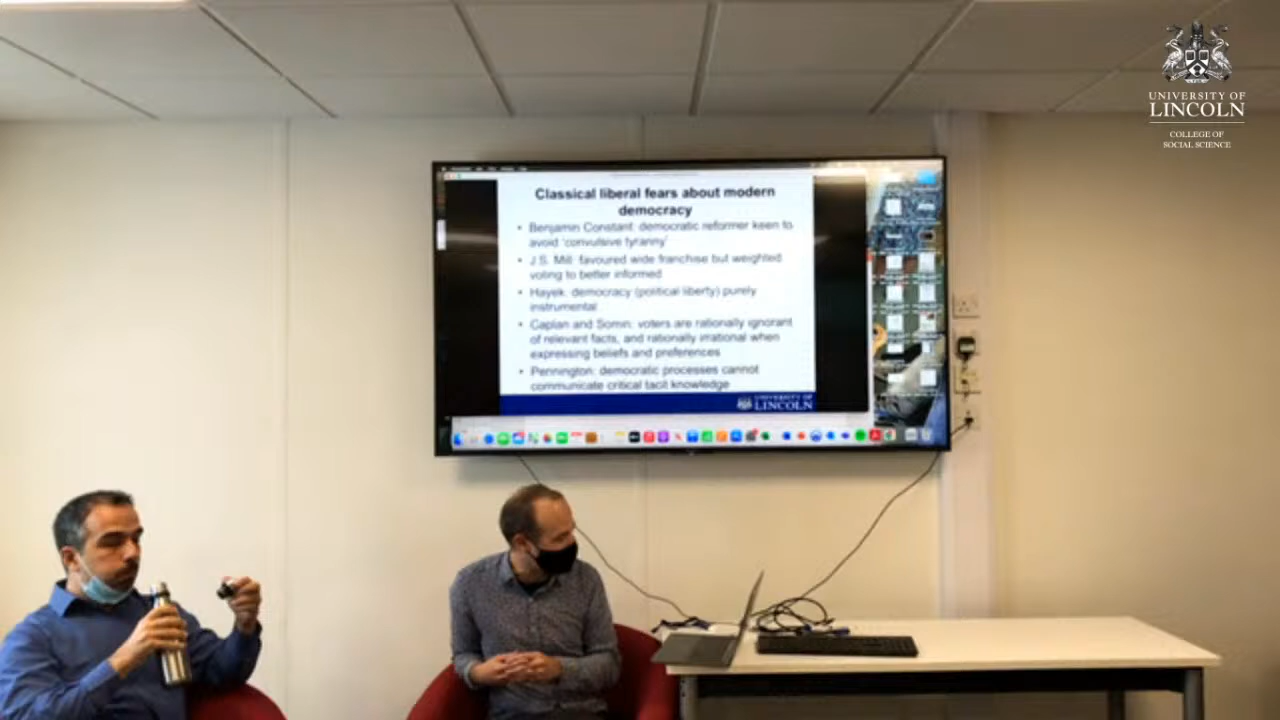 UNIVERSITY OF
LINCOLN
COLLEGE OF
SOCIAL SCIENCE
Classical liberal fears about modern
democracy
• Benjamin Constant: democratic reformer keen to
avoid 'convulsive tyranny'
• J.S. Mill: favoured wide franchise but weighted
voting to better informed
• Hayek: democracy (political liberty) purely
instrumental
• Caplan and Somin: voters are rationally ignorant
of relevant facts, and rationally irrational when
expressing beliefs and preferences
• Pennington: democratic processes cannot
communicate critical tacit knowledge
UNIVERSITY OF
LINCOLN